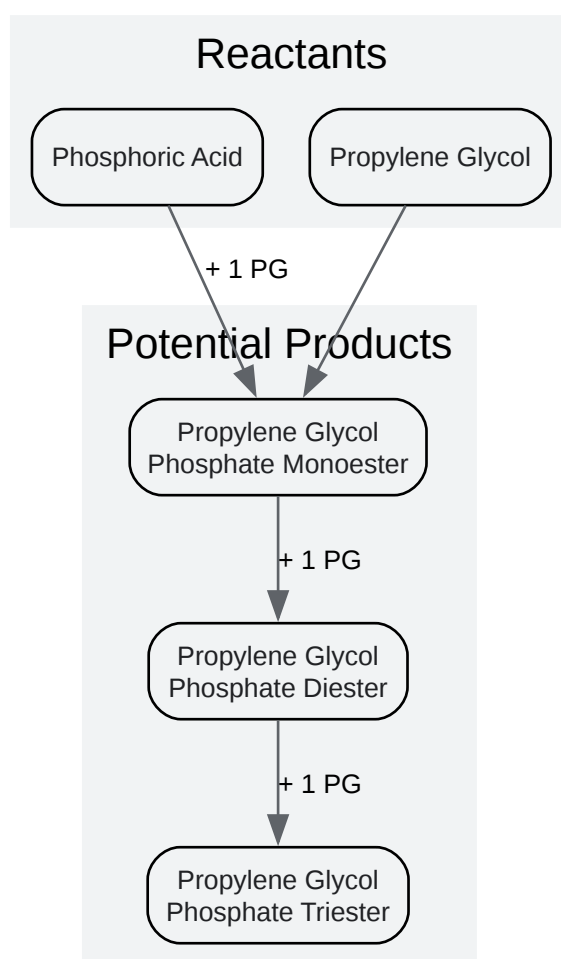 Reactants
Phosphoric Acid
Propylene Glycol
+ 1 PG
Potential Products
Propylene Glycol
Phosphate Monoester
+ 1 PG
Propylene Glycol
Phosphate Diester
+ 1 PG
Propylene Glycol
Phosphate Triester